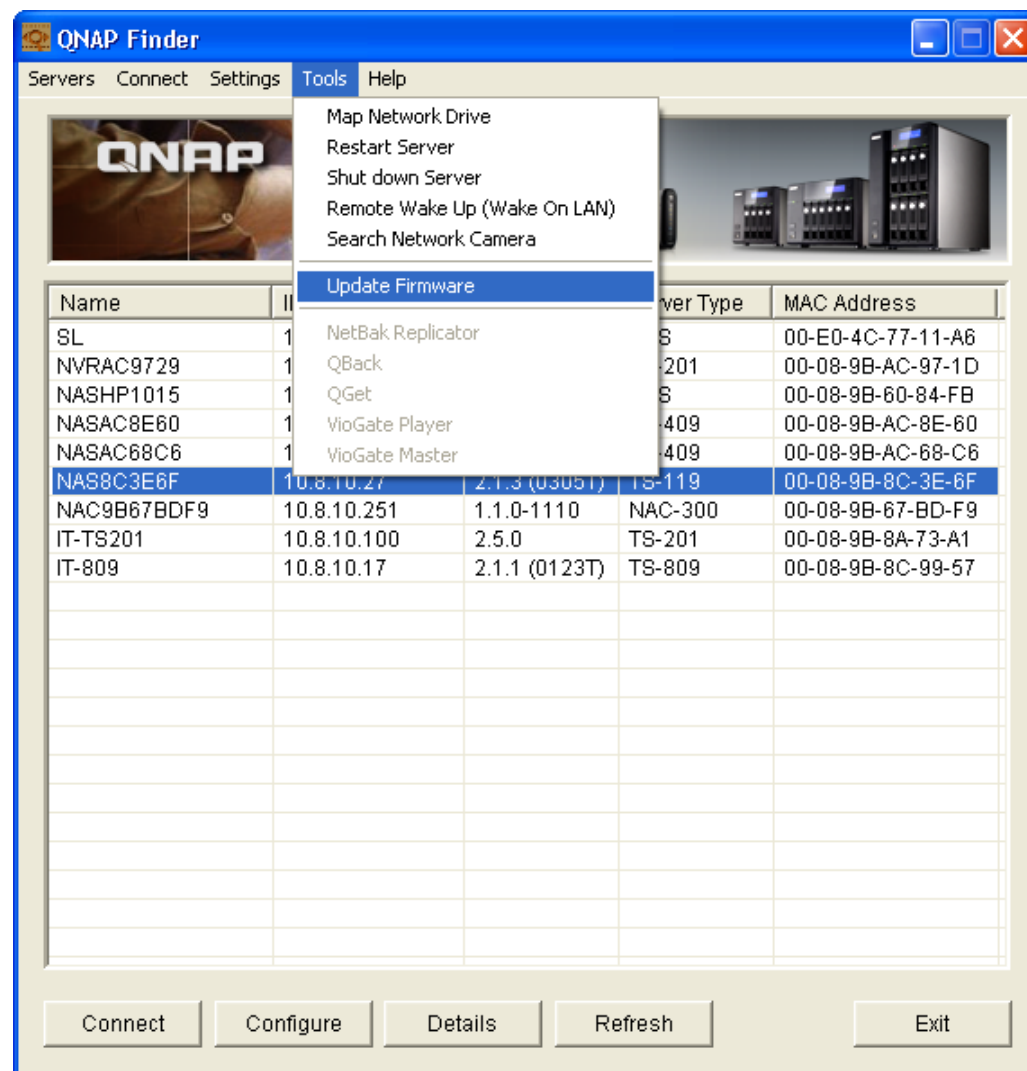 QNAP Finder
Servers Connect Settings Tools Help
QNAP
Map Network Drive
Restart Server
Shut down Server
Remote Wake Up (Wake On LAN)
Search Network Camera
Update Firmware
NetBak Replicator
QBack
QGet
VioGate Player
VioGate Master
Name ver Type MAC Address
SL 00-E0-4C-77-11-A6
NVRAC9729 -201 00-08-9B-AC-97-1D
NASHP1015 00-08-9B-60-84-FB
NASAC8E60 -409 00-08-9B-AC-8E-60
NASAC68C6 -409 00-08-9B-AC-68-C6
NAS8C3E6F 10.8.10.27 2.1.3 (0305T) TS-119 00-08-9B-8C-3E-6F
NAC9B67BDF9 10.8.10.251 1.1.0-1110 NAC-300 00-08-9B-67-BD-F9
IT-TS201 10.8.10.100 2.5.0 TS-201 00-08-9B-8A-73-A1
IT-809 10.8.10.17 2.1.1 (0123T) TS-809 00-08-9B-8C-99-57
Connect Configure Details Refresh Exit